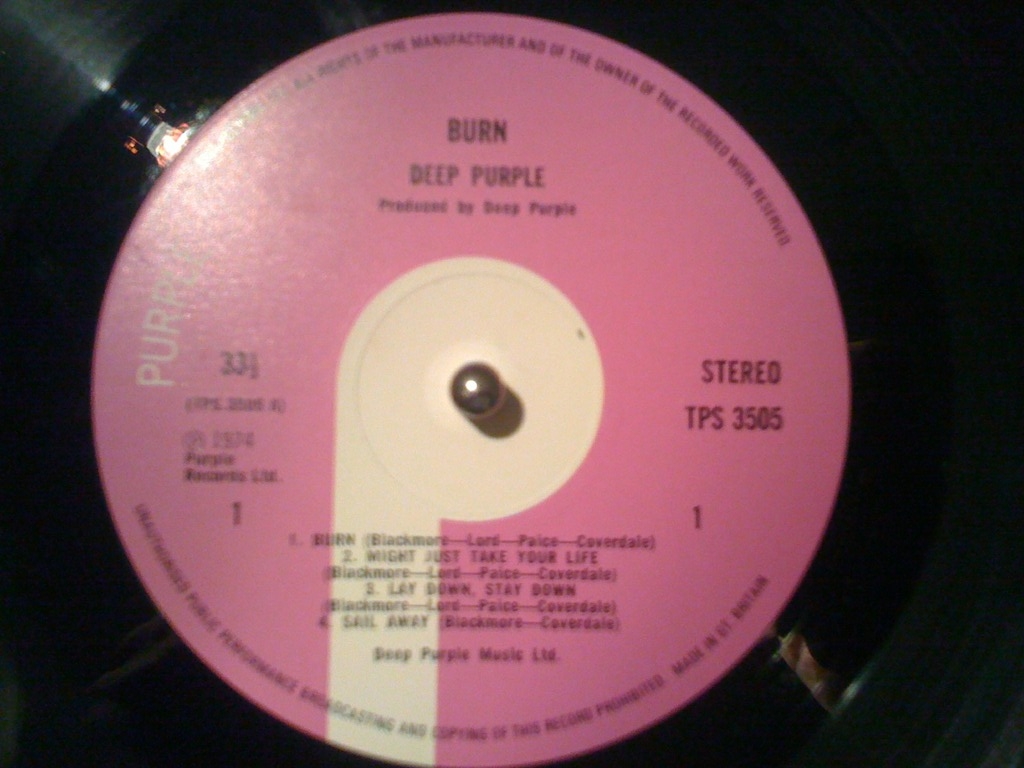 ALL RIGHTS OF THE MANUFACTURER AND OF THE OWNER OF THE RECORDED WORK RESERVED
BURN
DEEP PURPLE
Produced by Deep Purple
PURPLE
33⅓
(TPS 3505 A)
℗ 1974
Purple
Records Ltd.
1
STEREO
TPS 3505
1
1. BURN (Blackmore—Lord—Paice—Coverdale)
2. MIGHT JUST TAKE YOUR LIFE
(Blackmore—Lord—Paice—Coverdale)
3. LAY DOWN, STAY DOWN
(Blackmore—Lord—Paice—Coverdale)
4. SAIL AWAY (Blackmore—Coverdale)
Deep Purple Music Ltd.
UNAUTHORISED PUBLIC PERFORMANCE BROADCASTING AND COPYING OF THIS RECORD PROHIBITED. MADE IN GT. BRITAIN